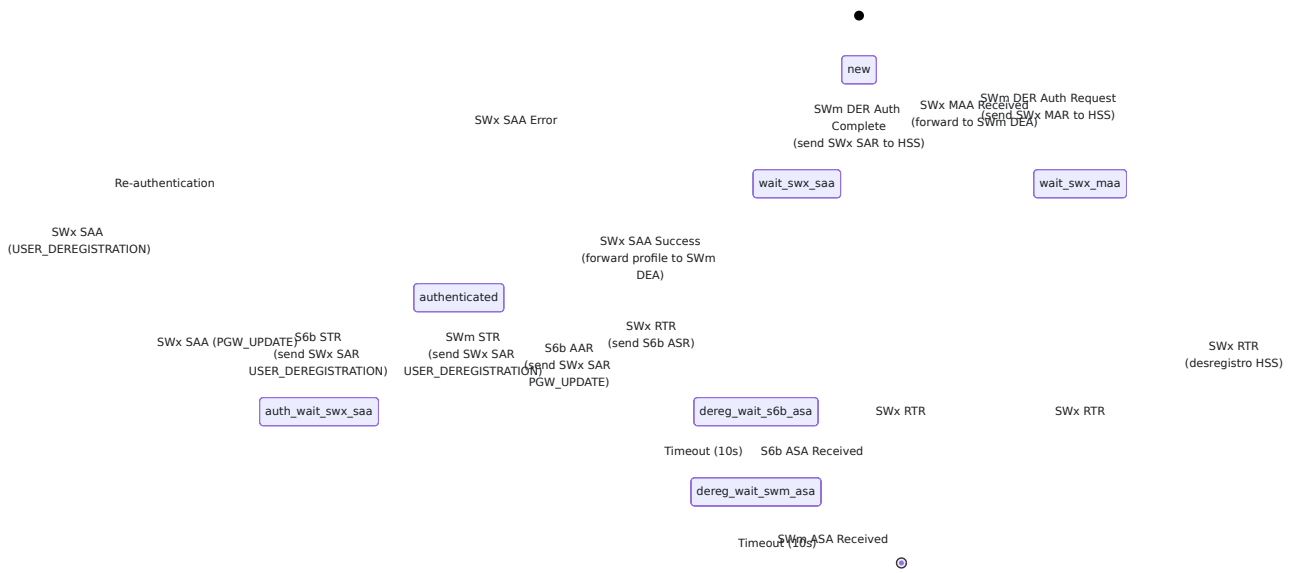 new
SWm DER Auth
Complete
(send SWx SAR to HSS)
SWx MAA Received
(forward to SWm DEA)
SWm DER Auth Request
(send SWx MAR to HSS)
SWx SAA Error
Re-authentication
wait_swx_saa
wait_swx_maa
SWx SAA
(USER_DEREGISTRATION)
SWx SAA Success
(forward profile to SWm
DEA)
authenticated
SWx SAA (PGW_UPDATE)
S6b STR
(send SWx SAR
USER_DEREGISTRATION)
SWm STR
(send SWx SAR
USER_DEREGISTRATION)
S6b AAR
(send SWx SAR
PGW_UPDATE)
SWx RTR
(send S6b ASR)
SWx RTR
(desregistro HSS)
auth_wait_swx_saa
dereg_wait_s6b_asa
SWx RTR
SWx RTR
Timeout (10s)
S6b ASA Received
dereg_wait_swm_asa
Timeout (10s)
SWm ASA Received